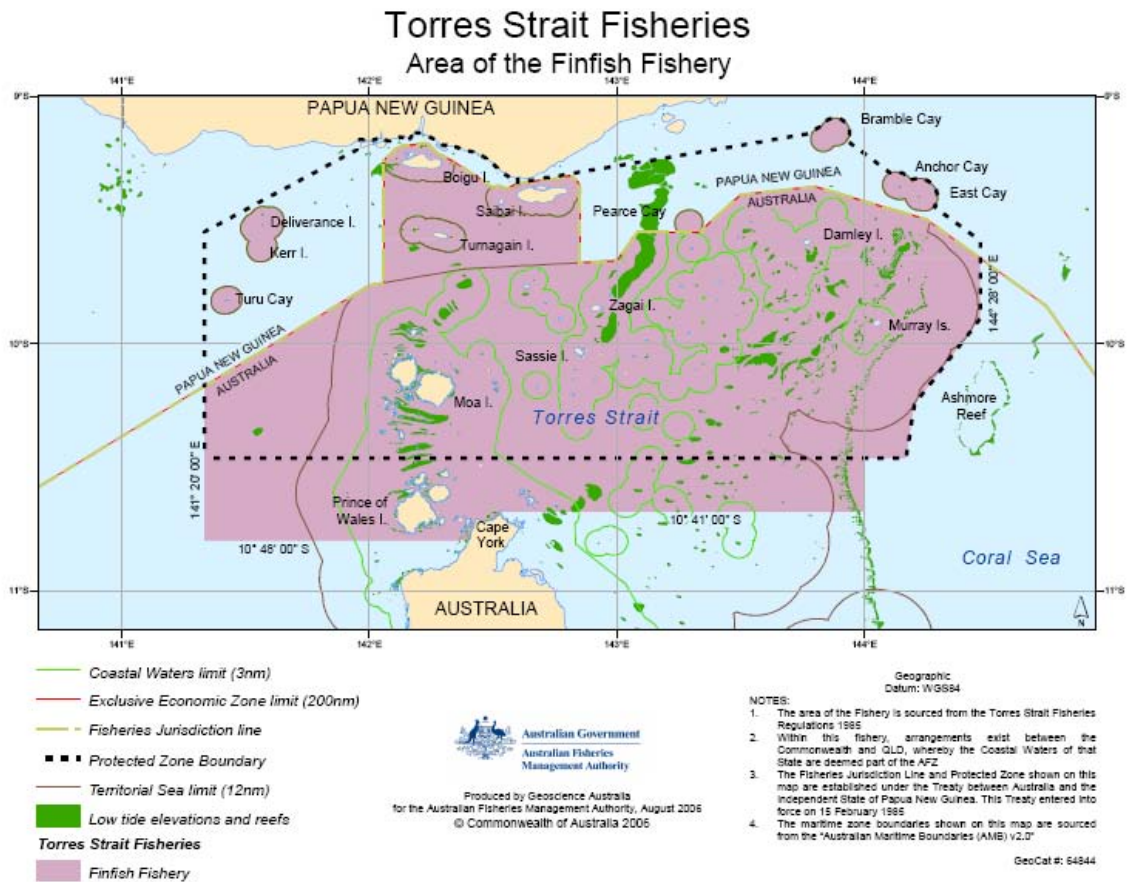 Torres Strait Fisheries
Area of the Finfish Fishery
141°E
142°E
143°E
144°E
9°S
9°S
PAPUA NEW GUINEA
Bramble Cay
Anchor Cay
East Cay
PAPUA NEW GUINEA
AUSTRALIA
Boigu I.
Saibai I.
Pearce Cay
Deliverance I.
Kerr I.
Turnagain I.
Darnley I.
144° 28' 00" E
Turu Cay
Zagai I.
Murray Is.
10°S
10°S
PAPUA NEW GUINEA
AUSTRALIA
Sassie I.
Moa I.
Torres Strait
Ashmore
Reef
141° 20' 00" E
Prince of
Wales I.
Cape
York
10° 41' 00" S
10° 48' 00" S
Coral Sea
11°S
11°S
AUSTRALIA
N
141°E
142°E
143°E
144°E
Coastal Waters limit (3nm)
Exclusive Economic Zone limit (200nm)
Fisheries Jurisdiction line
Protected Zone Boundary
Territorial Sea limit (12nm)
Low tide elevations and reefs
Torres Strait Fisheries
Finfish Fishery
Australian Government
Australian Fisheries
Management Authority
Produced by Geoscience Australia
for the Australian Fisheries Management Authority, August 2006
© Commonwealth of Australia 2006
Geographic
Datum: WGS84
NOTES:
1. The area of the Fishery is sourced from the Torres Strait Fisheries
Regulations 1985
2. Within this fishery, arrangements exist between the
Commonwealth and QLD, whereby the Coastal Waters of that
State are deemed part of the AFZ
3. The Fisheries Jurisdiction Line and Protected Zone shown on this
map are established under the Treaty between Australia and the
Independent State of Papua New Guinea. This Treaty entered into
force on 15 February 1985
4. The maritime zone boundaries shown on this map are sourced
from the "Australian Maritime Boundaries (AMB) v2.0"
GeoCat #: 64844